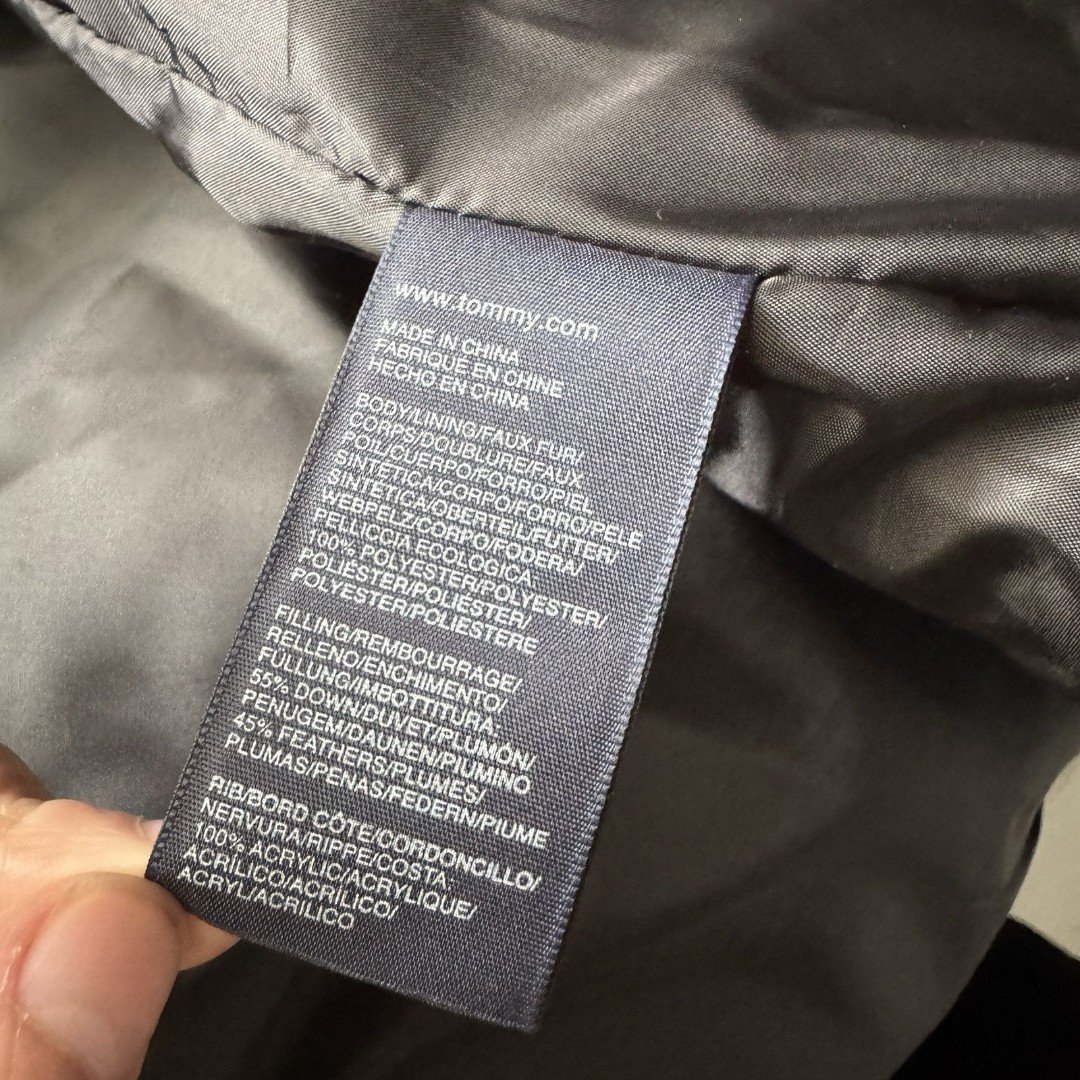 www.tommy.com
MADE IN CHINA
FABRIQUE EN CHINE
HECHO EN CHINA
BODY/LINING/FAUX FUR/
CORPS/DOUBLURE/FAUX
POIL/CUERPO/FORRO/PIEL
SINTETICA/CORPO/FORRO/PELE
SINTETICA/OBERTEIL/FUTTER/
WEBPELZ/CORPO/FODERA/
PELLICCIA ECOLOGICA
100% POLYESTER/POLYESTER/
POLIÉSTER/POLIESTER/
POLYESTER/POLIESTERE
FILLING/REMBOURRAGE/
RELLENO/ENCHIMENTO/
FULLUNG/IMBOTTITURA
55% DOWN/DUVET/PLUMÓN/
PENUGEM/DAUNEN/PIUMINO
45% FEATHERS/PLUMES/
PLUMAS/PENAS/FEDERN/PIUME
RIB/BORD CÔTE/CORDONCILLO/
NERVURA/RIPPE/COSTA
100% ACRYLIC/ACRYLIQUE/
ACRÍLICO/ACRÍLICO/
ACRYL/ACRILICO